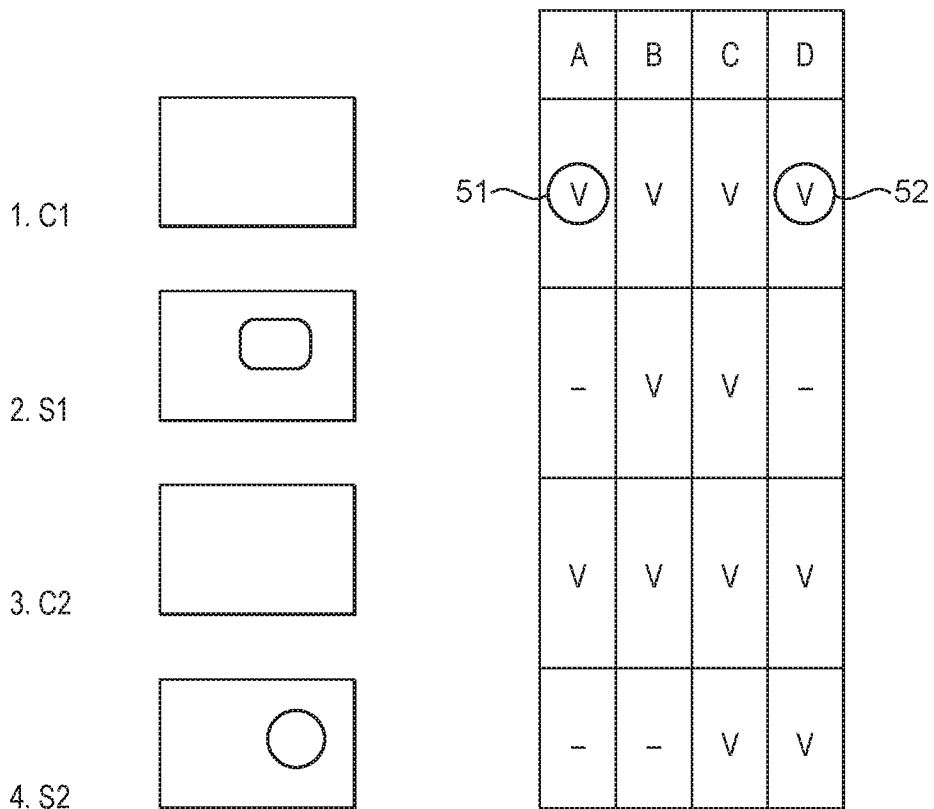 A B C D
1. C1
51 V V V V 52
2. S1
– V V –
3. C2
V V V V
4. S2
– – V V